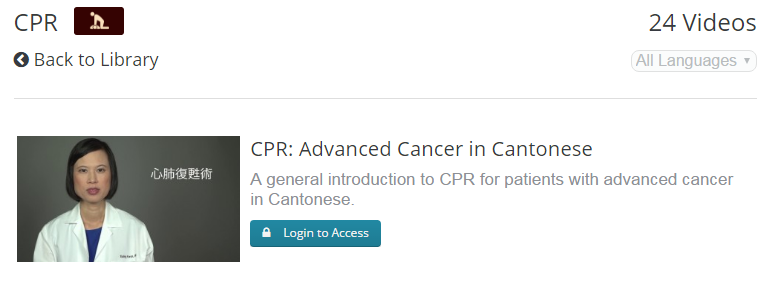 CPR
24 Videos
Back to Library
All Languages
CPR: Advanced Cancer in Cantonese
心肺復甦術
A general introduction to CPR for patients with advanced cancer
in Cantonese.
Login to Access